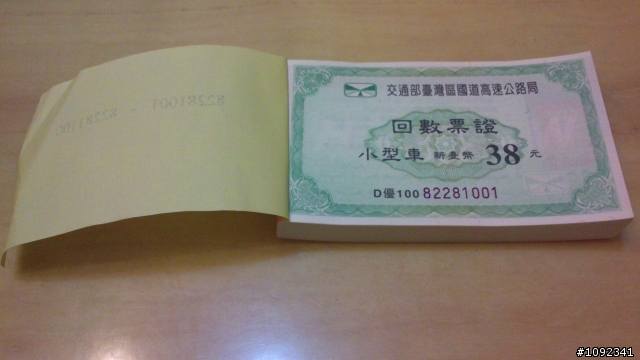 82281001 - 82281100
交通部臺灣區國道高速公路局
回數票證
小型車 新臺幣 38 元
D優100 82281001
#1092341